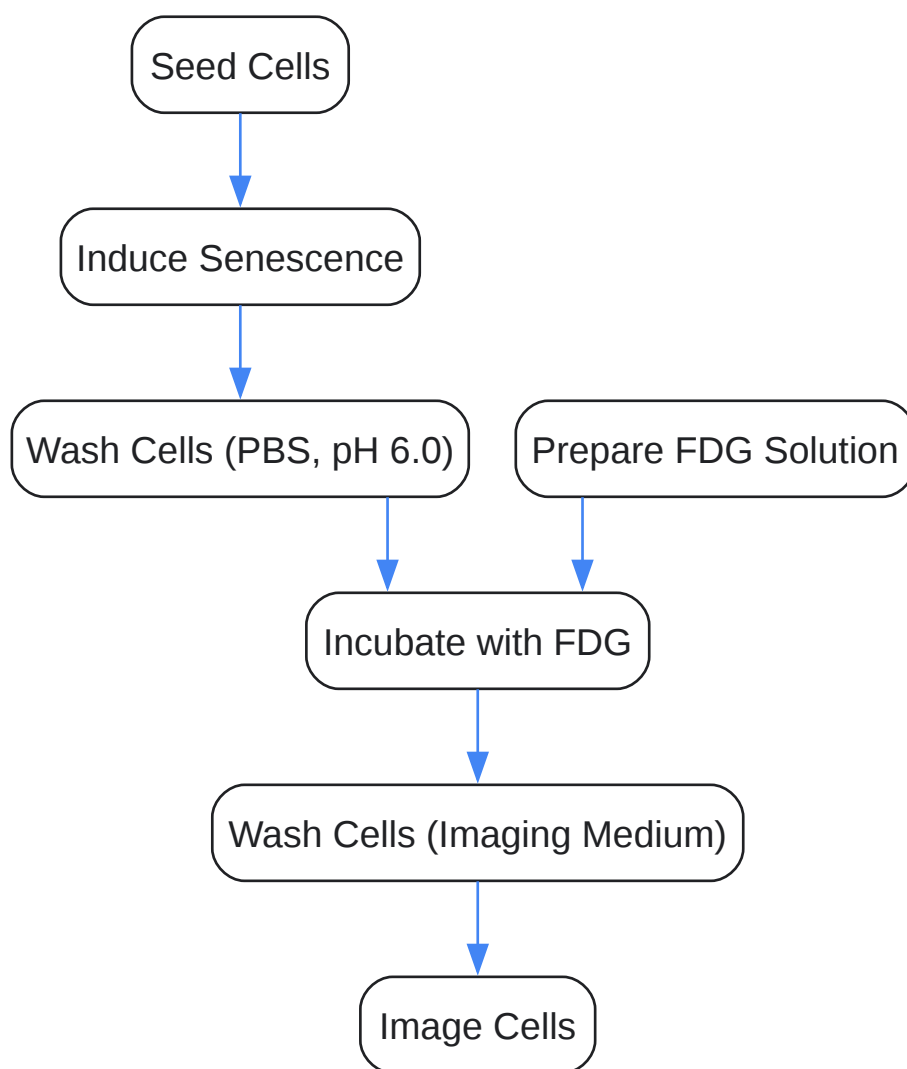 Seed Cells
Induce Senescence
Wash Cells (PBS, pH 6.0)
Prepare FDG Solution
Incubate with FDG
Wash Cells (Imaging Medium)
Image Cells